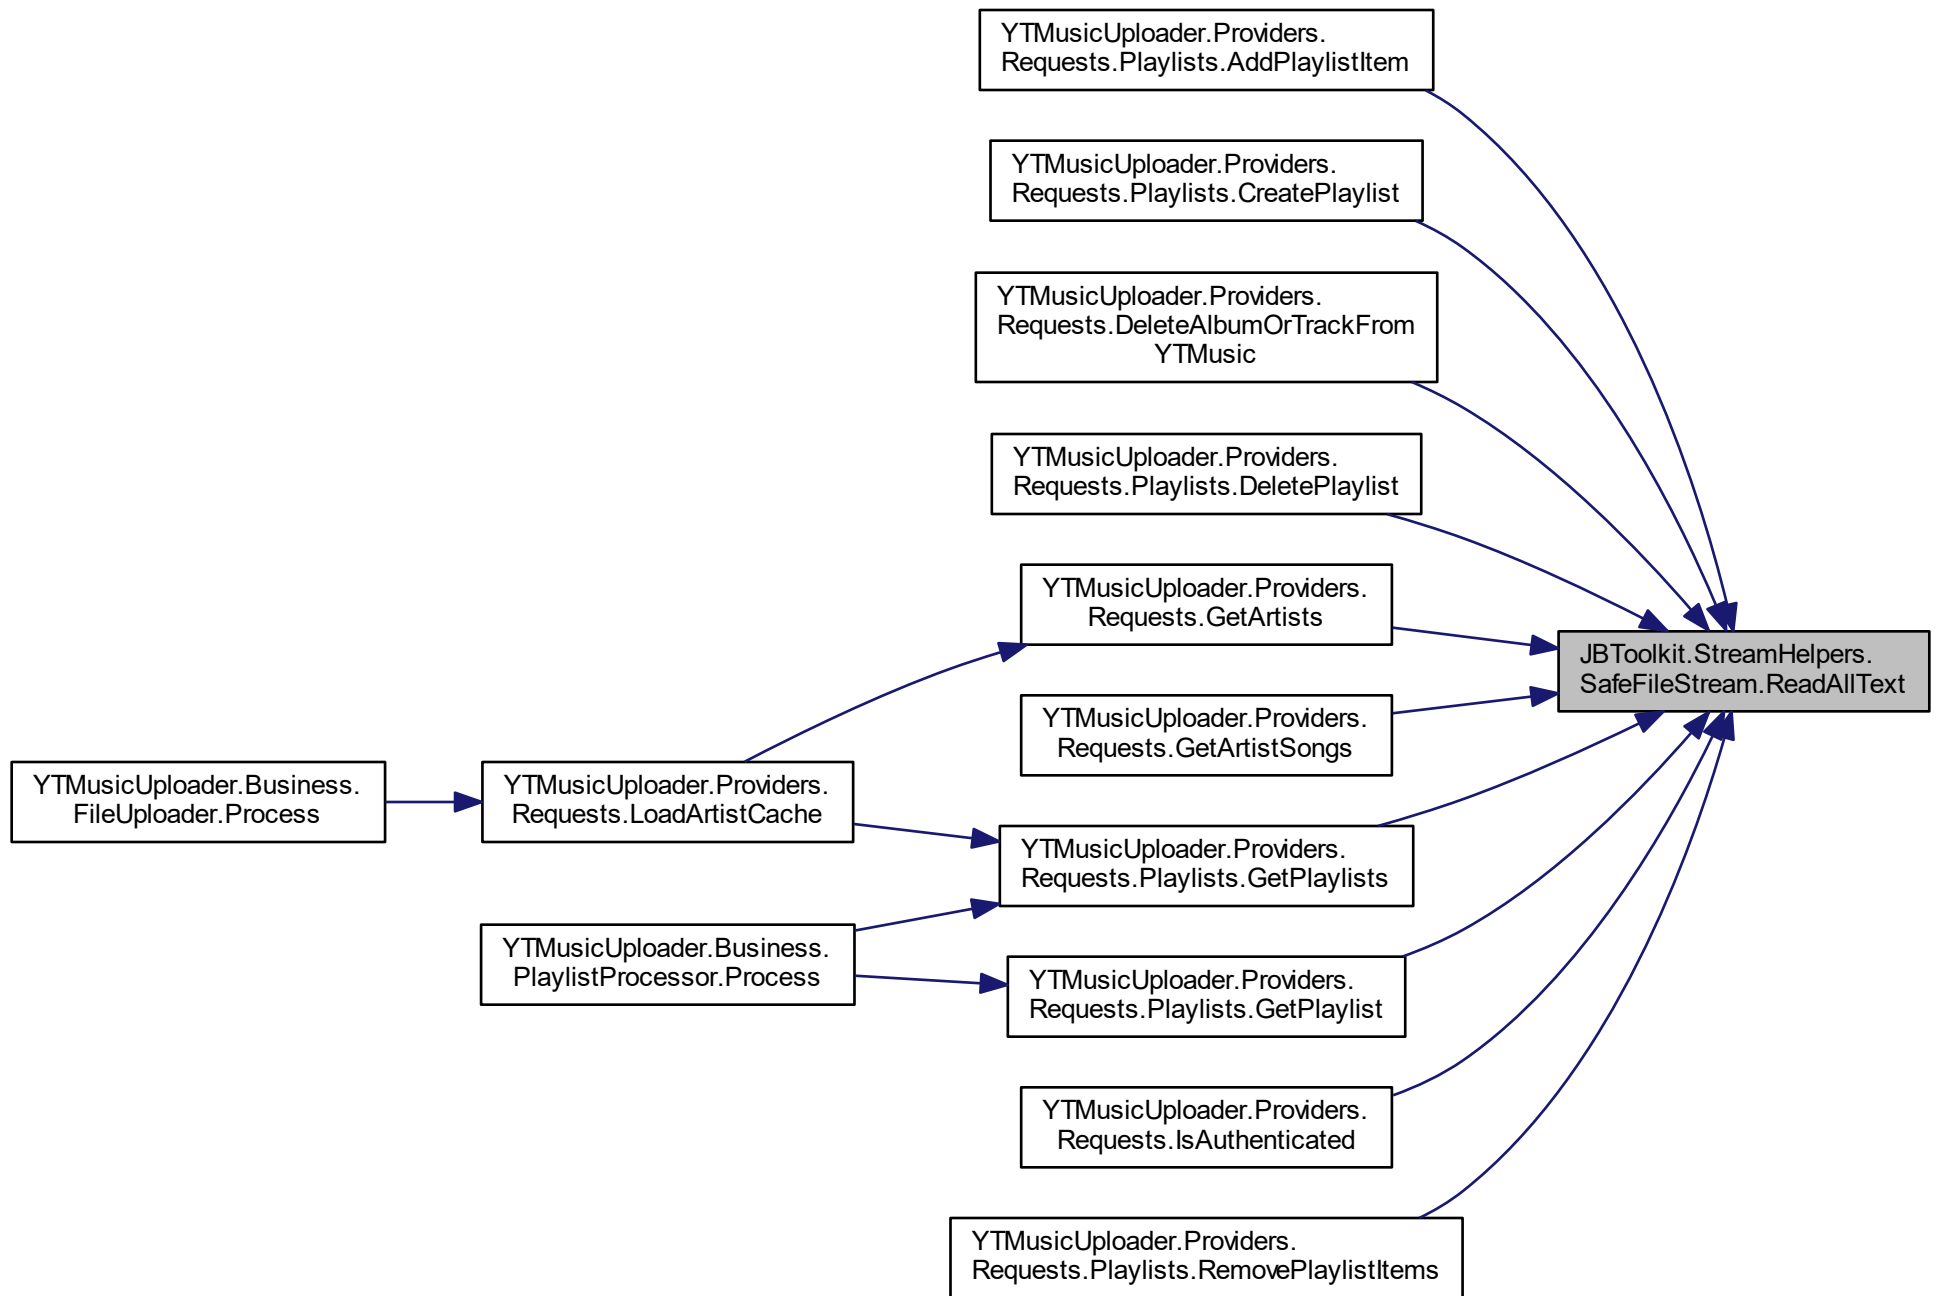 YTMusicUploader.Providers.
Requests.Playlists.AddPlaylistItem
YTMusicUploader.Providers.
Requests.Playlists.CreatePlaylist
YTMusicUploader.Providers.
Requests.DeleteAlbumOrTrackFrom
YTMusic
YTMusicUploader.Providers.
Requests.Playlists.DeletePlaylist
YTMusicUploader.Providers.
Requests.GetArtists
JBToolkit.StreamHelpers.
SafeFileStream.ReadAllText
YTMusicUploader.Providers.
Requests.GetArtistSongs
YTMusicUploader.Business.
FileUploader.Process
YTMusicUploader.Providers.
Requests.LoadArtistCache
YTMusicUploader.Providers.
Requests.Playlists.GetPlaylists
YTMusicUploader.Business.
PlaylistProcessor.Process
YTMusicUploader.Providers.
Requests.Playlists.GetPlaylist
YTMusicUploader.Providers.
Requests.IsAuthenticated
YTMusicUploader.Providers.
Requests.Playlists.RemovePlaylistItems